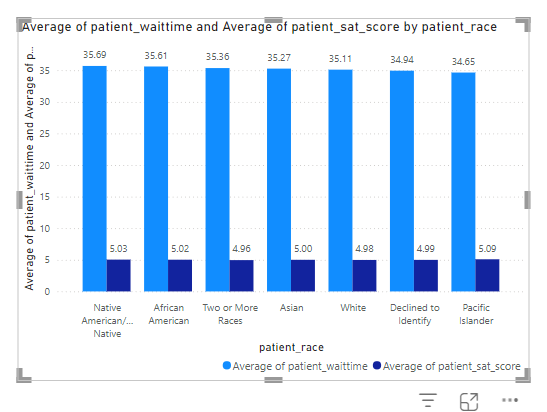 Average of patient_waittime and Average of patient_sat_score by patient_race
Average of patient_waittime and Average of p...
35
30
25
20
15
10
5
0
35.69 35.61 35.36 35.27 35.11 34.94 34.65
5.03 5.02 4.96 5.00 4.98 4.99 5.09
Native American/... Native
African American
Two or More Races
Asian
White
Declined to Identify
Pacific Islander
patient_race
Average of patient_waittime Average of patient_sat_score